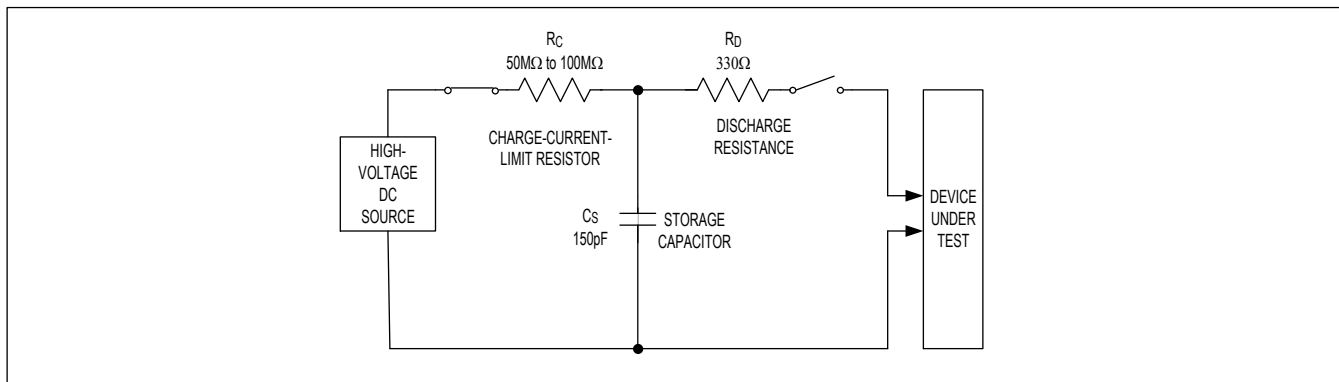 RC
50MΩ to 100MΩ
RD
330Ω
CHARGE-CURRENT-
LIMIT RESISTOR
DISCHARGE
RESISTANCE
HIGH-
VOLTAGE
DC
SOURCE
CS
150pF
STORAGE
CAPACITOR
DEVICE
UNDER
TEST